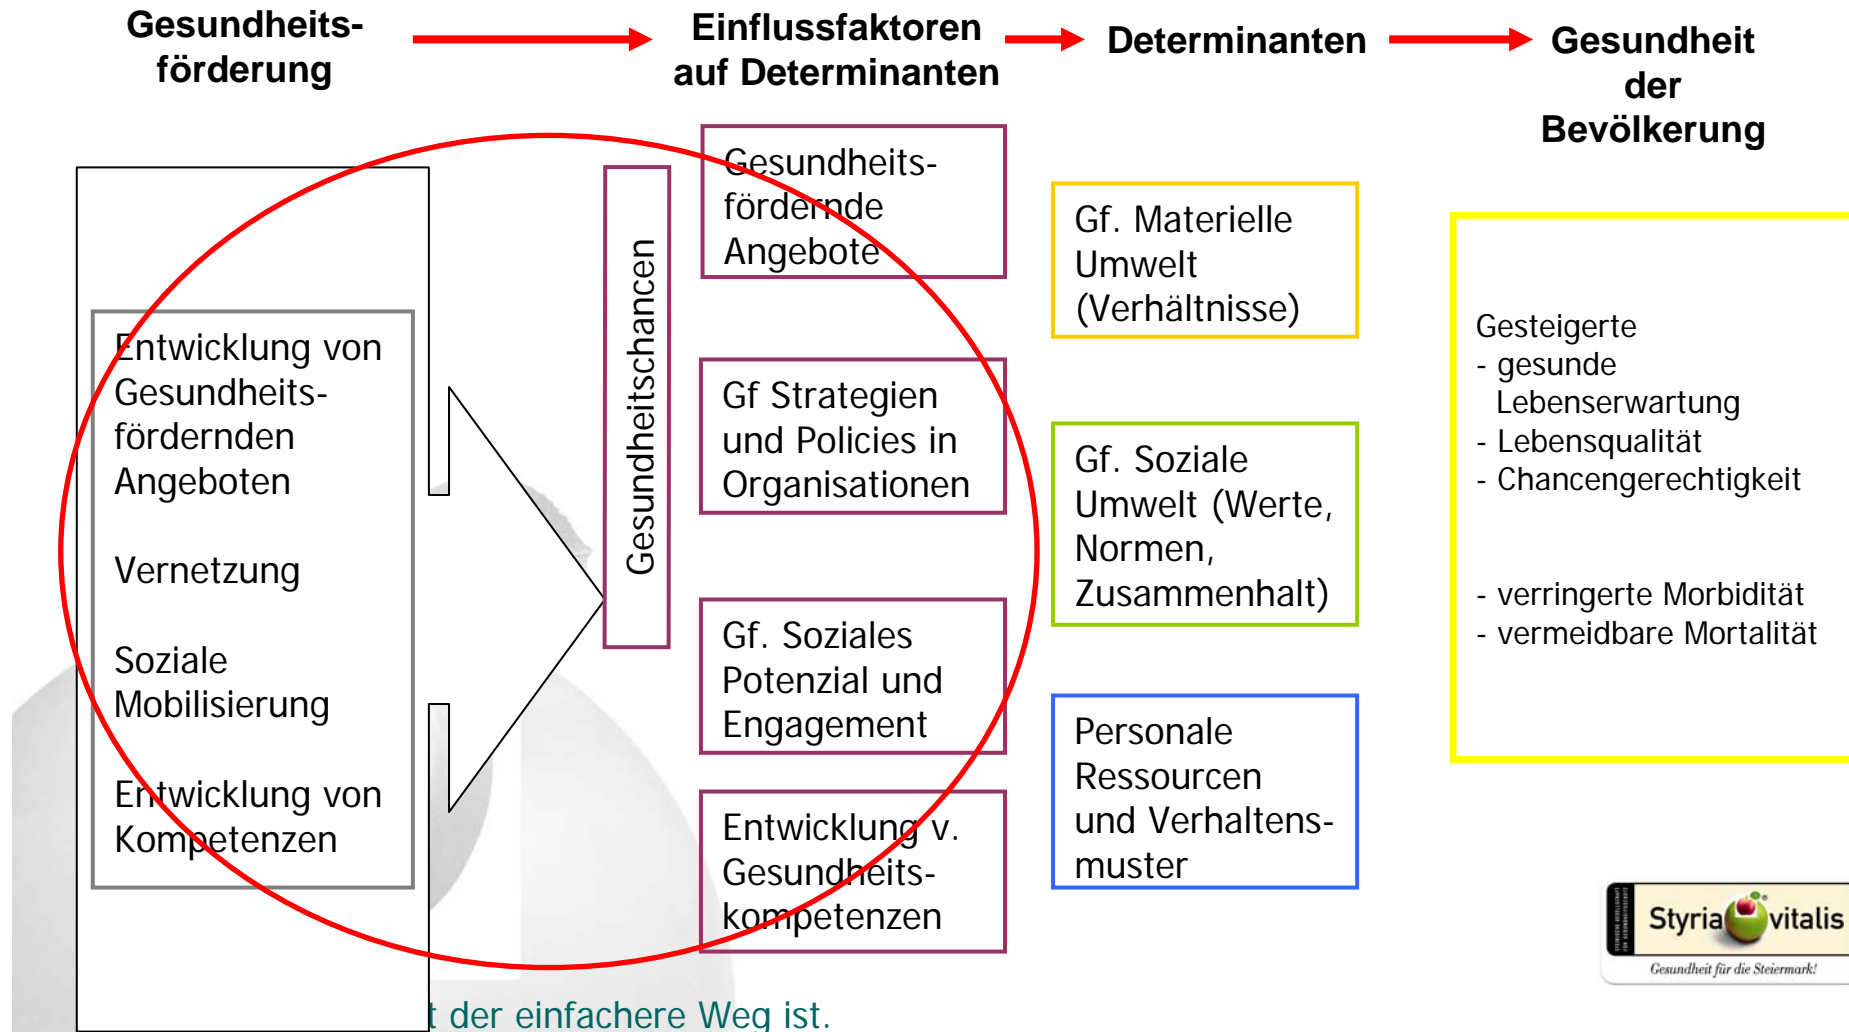 Gesundheits-
förderung
Einflussfaktoren
auf Determinanten
Determinanten
Gesundheit
der
Bevölkerung
Entwicklung von
Gesundheits-
fördernden
Angeboten
Vernetzung
Soziale
Mobilisierung
Entwicklung von
Kompetenzen
Gesundheitschancen
Gesundheits-
fördernde
Angebote
Gf Strategien
und Policies in
Organisationen
Gf. Soziales
Potenzial und
Engagement
Entwicklung v.
Gesundheits-
kompetenzen
Gf. Materielle
Umwelt
(Verhältnisse)
Gf. Soziale
Umwelt (Werte,
Normen,
Zusammenhalt)
Personale
Ressourcen
und Verhaltens-
muster
Gesteigerte
- gesunde
Lebenserwartung
- Lebensqualität
- Chancengerechtigkeit
- verringerte Morbidität
- vermeidbare Mortalität
Styria vitalis
Gesundheit für die Steiermark!
t der einfachere Weg ist.